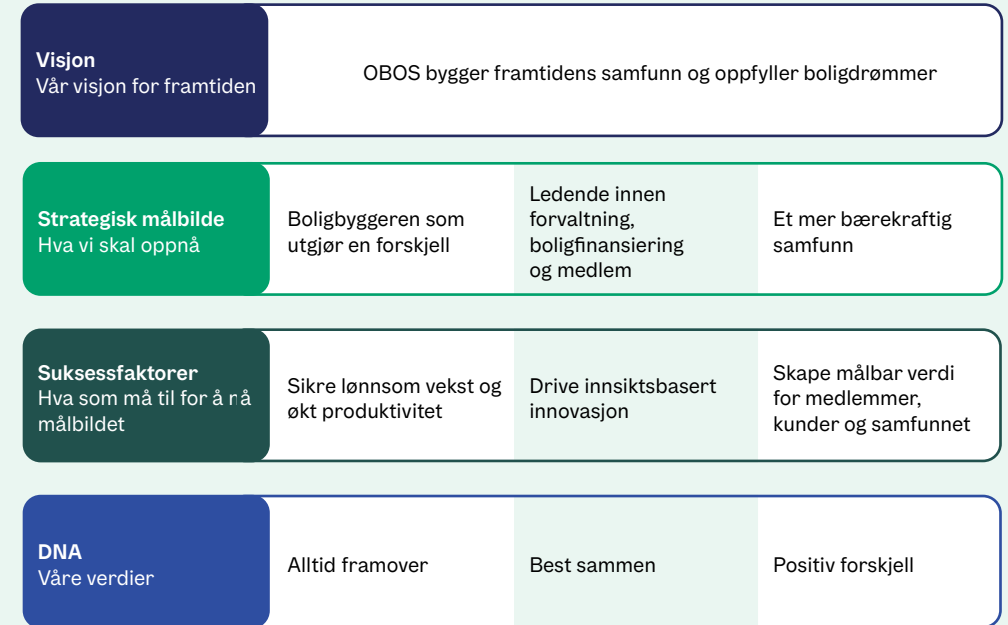 Visjon
Vår visjon for framtiden
OBOS bygger framtidens samfunn og oppfyller boligdrømmer
Strategisk målbilde
Hva vi skal oppnå
Boligbyggeren som
utgjør en forskjell
Ledende innen
forvaltning,
boligfinansiering
og medlem
Et mer bærekraftig
samfunn
Suksessfaktorer
Hva som må til for å nå
målbildet
Sikre lønnsom vekst og
økt produktivitet
Drive innsiktsbasert
innovasjon
Skape målbar verdi
for medlemmer,
kunder og samfunnet
DNA
Våre verdier
Alltid framover
Best sammen
Positiv forskjell